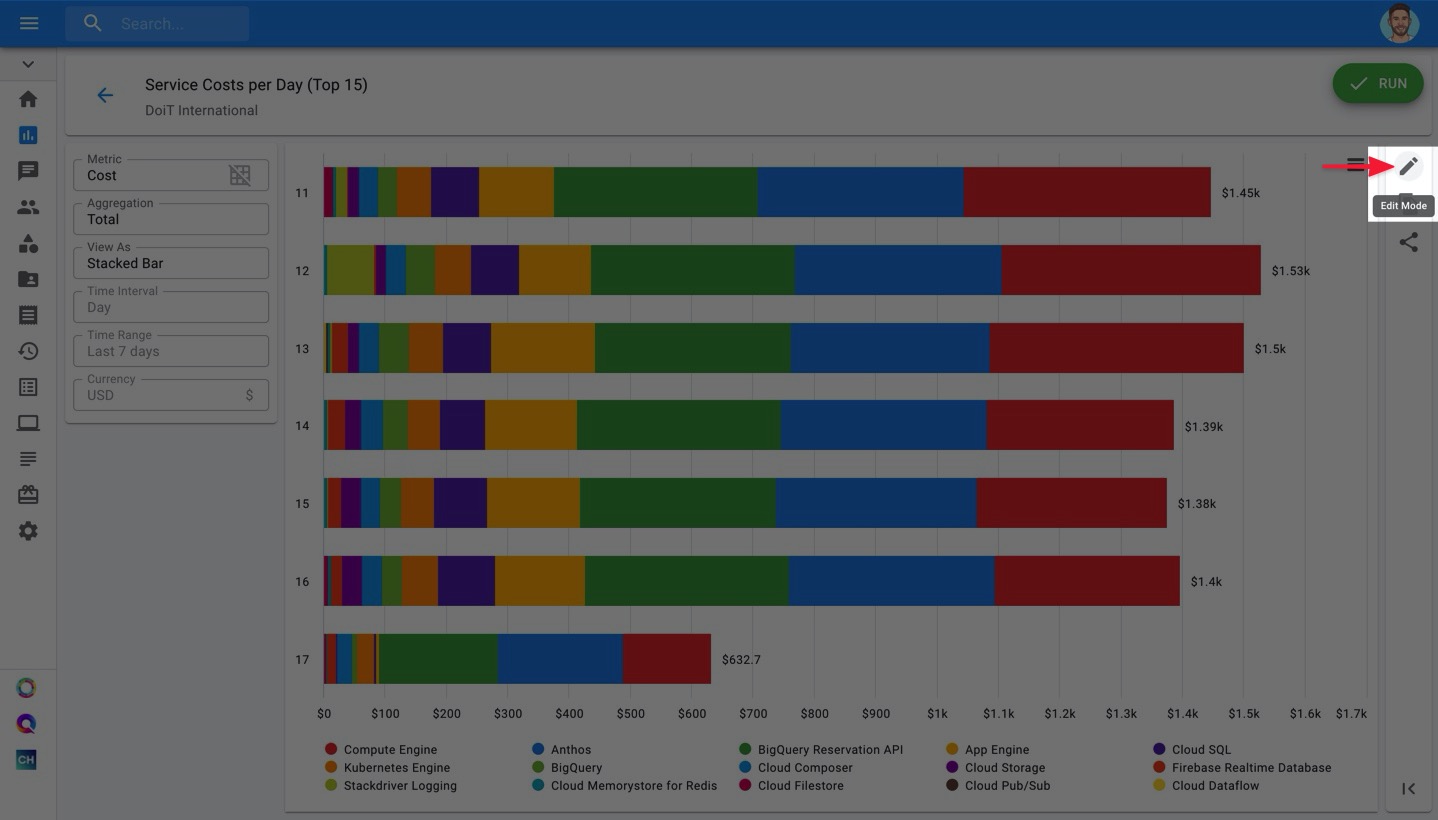 Search...
Service Costs per Day (Top 15)
DoiT International
RUN
Metric
Cost
Aggregation
Total
View As
Stacked Bar
Time Interval
Day
Time Range
Last 7 days
Currency
USD $
Edit Mode
11 $1.45k
12 $1.53k
13 $1.5k
14 $1.39k
15 $1.38k
16 $1.4k
17 $632.7
$0 $100 $200 $300 $400 $500 $600 $700 $800 $900 $1k $1.1k $1.2k $1.3k $1.4k $1.5k $1.6k $1.7k
Compute Engine Anthos BigQuery Reservation API App Engine Cloud SQL
Kubernetes Engine BigQuery Cloud Composer Cloud Storage Firebase Realtime Database
Stackdriver Logging Cloud Memorystore for Redis Cloud Filestore Cloud Pub/Sub Cloud Dataflow
CH